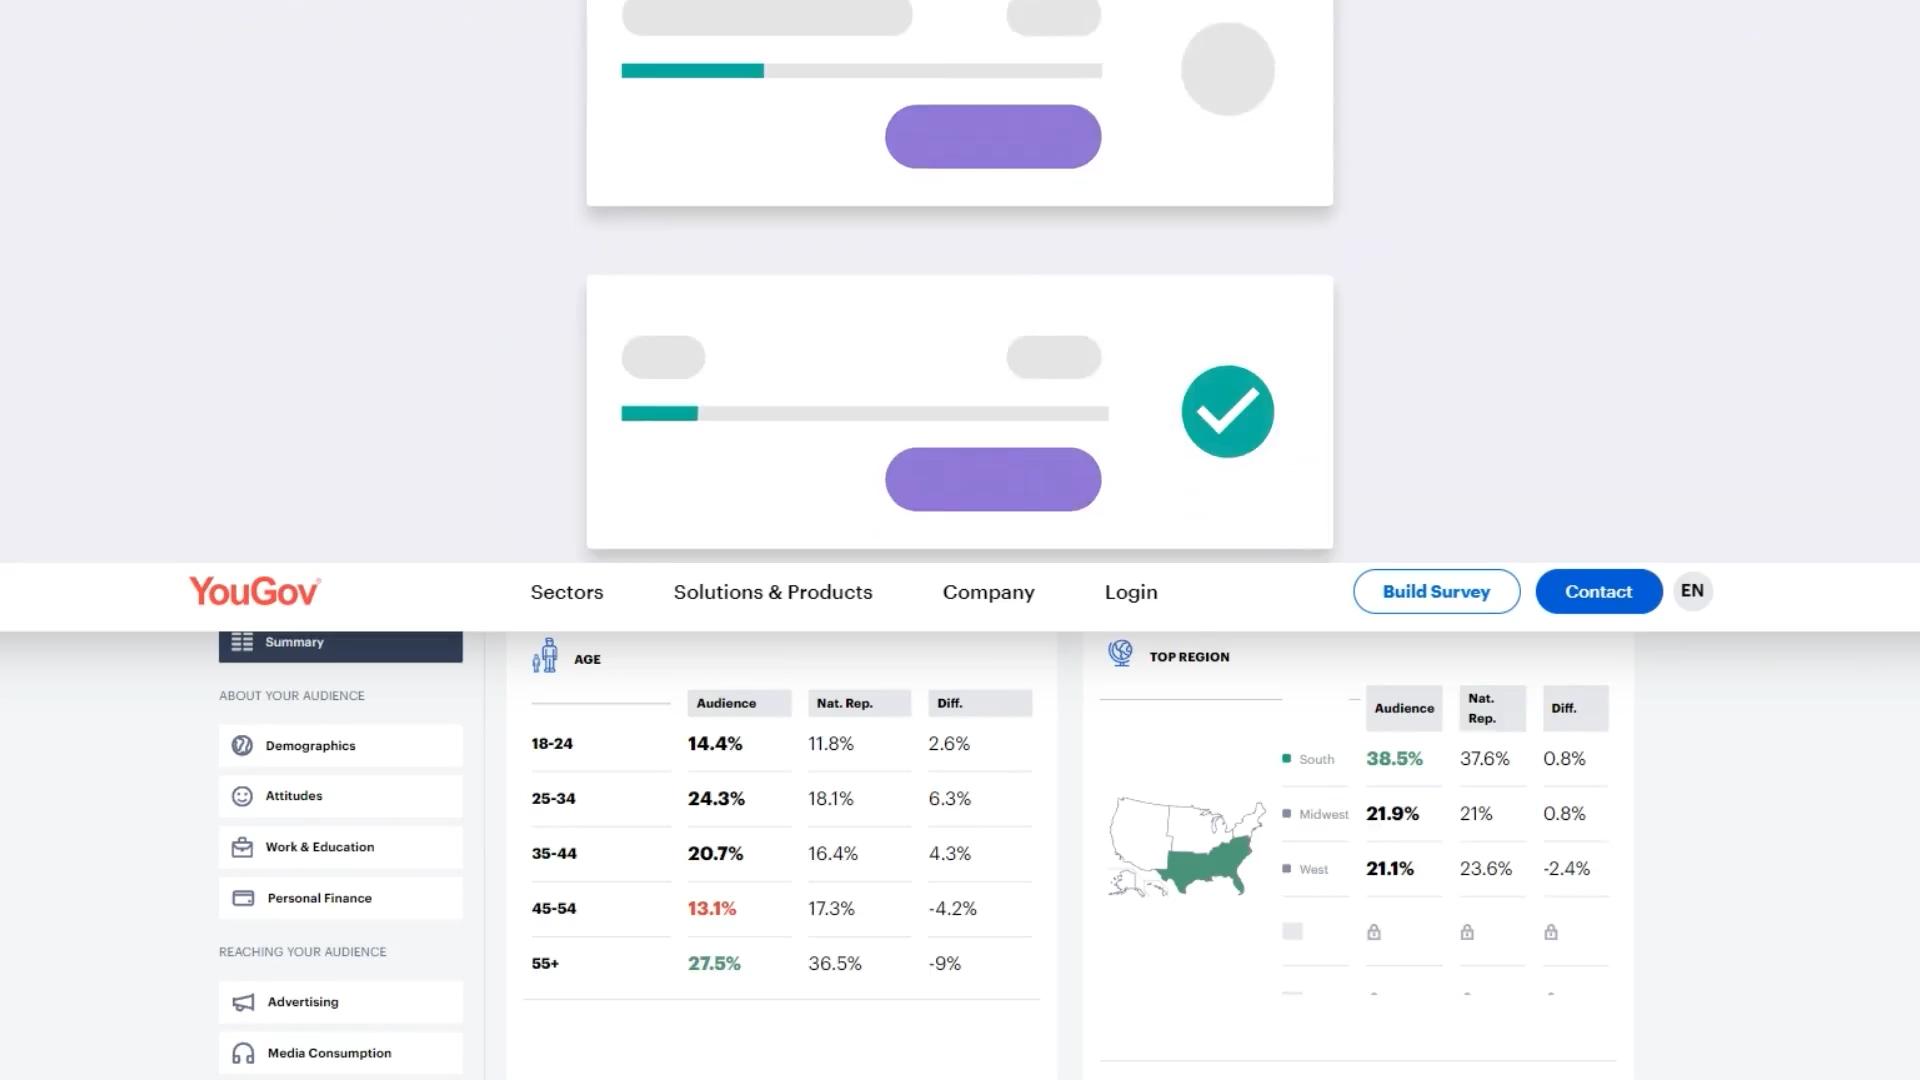 YouGov
Sectors
Solutions & Products
Company
Login
Build Survey
Contact
EN
Summary
ABOUT YOUR AUDIENCE
Demographics
Attitudes
Work & Education
Personal Finance
REACHING YOUR AUDIENCE
Advertising
Media Consumption
AGE
Audience Nat. Rep. Diff.
18-24 14.4% 11.8% 2.6%
25-34 24.3% 18.1% 6.3%
35-44 20.7% 16.4% 4.3%
45-54 13.1% 17.3% -4.2%
55+ 27.5% 36.5% -9%
TOP REGION
Audience
Nat.
Rep.
Diff.
South 38.5% 37.6% 0.8%
Midwest 21.9% 21% 0.8%
West 21.1% 23.6% -2.4%